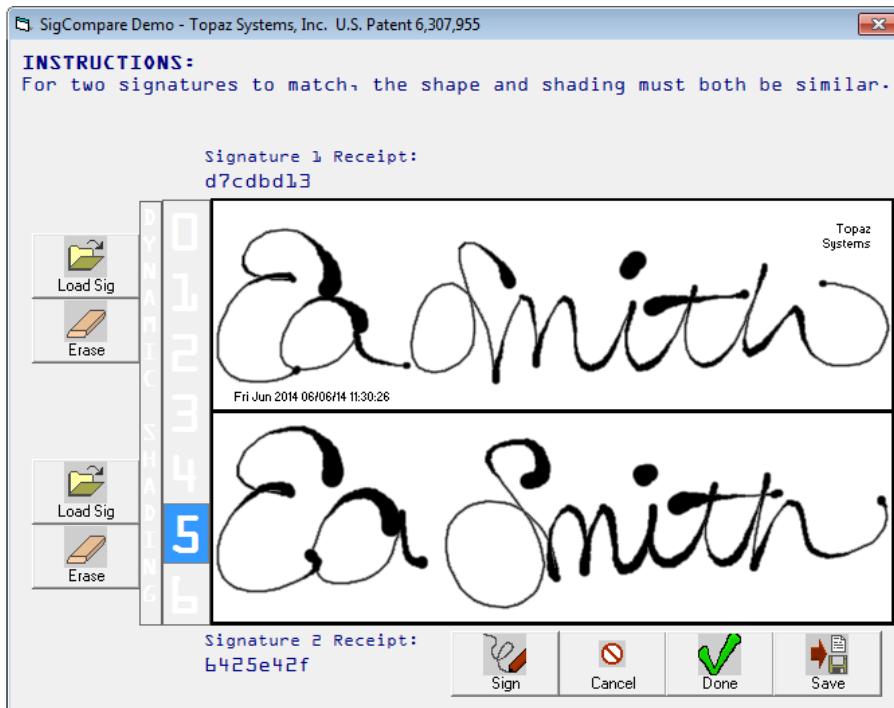 SigCompare Demo - Topaz Systems, Inc. U.S. Patent 6,307,955
INSTRUCTIONS:
For two signatures to match, the shape and shading must both be similar.
Signature 1 Receipt:
d7cdbd13
DYNAMIC SHADING
0
1
2
3
4
5
6
Load Sig
Erase
Topaz
Systems
Ea Smith
Fri Jun 2014 06/06/14 11:30:26
Load Sig
Erase
Ea Smith
Signature 2 Receipt:
6425e42f
Sign
Cancel
Done
Save